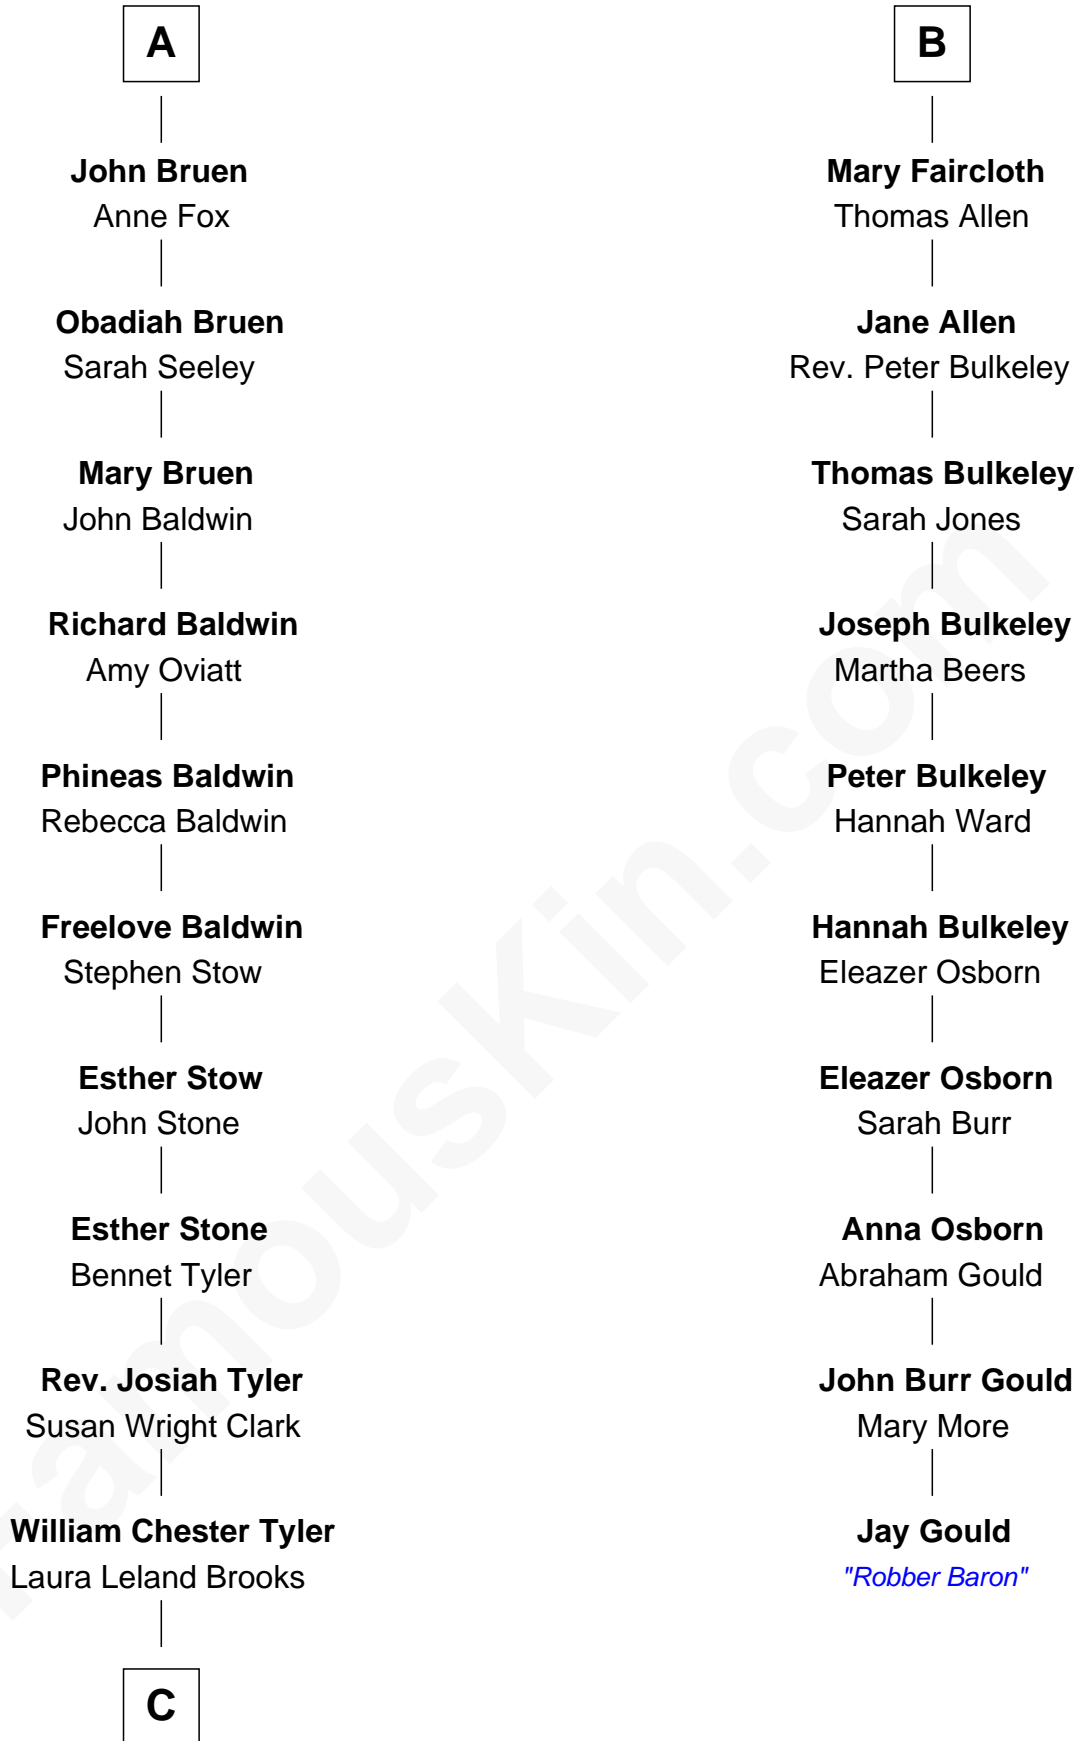 A
John Bruen
Anne Fox
Obadiah Bruen
Sarah Seeley
Mary Bruen
John Baldwin
Richard Baldwin
Amy Oviatt
Phineas Baldwin
Rebecca Baldwin
Freelove Baldwin
Stephen Stow
Esther Stow
John Stone
Esther Stone
Bennet Tyler
Rev. Josiah Tyler
Susan Wright Clark
William Chester Tyler
Laura Leland Brooks
C
B
Mary Faircloth
Thomas Allen
Jane Allen
Rev. Peter Bulkeley
Thomas Bulkeley
Sarah Jones
Joseph Bulkeley
Martha Beers
Peter Bulkeley
Hannah Ward
Hannah Bulkeley
Eleazer Osborn
Eleazer Osborn
Sarah Burr
Anna Osborn
Abraham Gould
John Burr Gould
Mary More
Jay Gould
"Robber Baron"
FamousKin.com